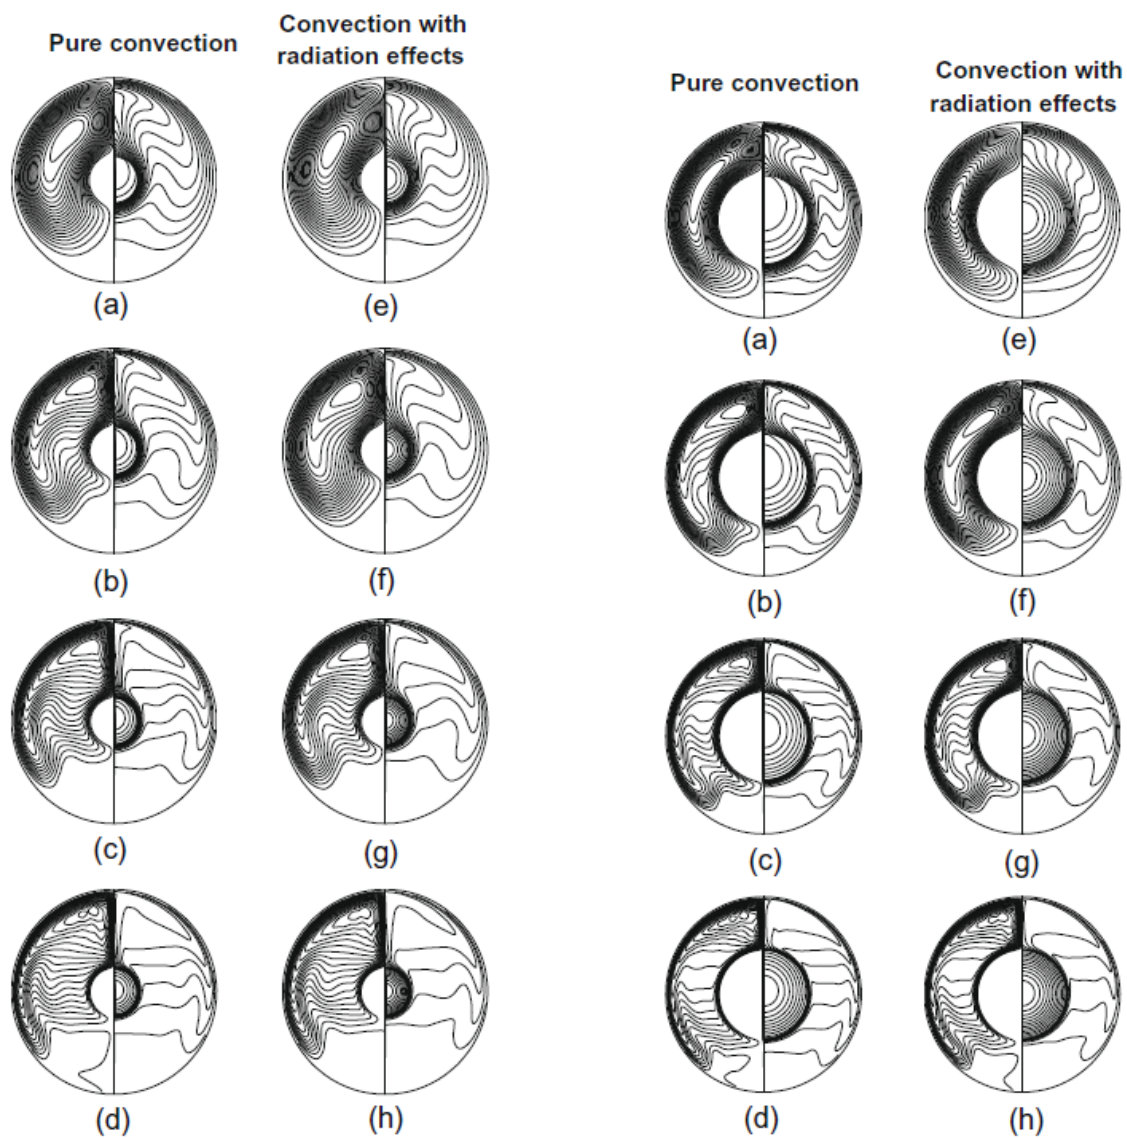 Pure convection
Convection with
radiation effects
(a)
(e)
(b)
(f)
(c)
(g)
(d)
(h)
Pure convection
Convection with
radiation effects
(a)
(e)
(b)
(f)
(c)
(g)
(d)
(h)